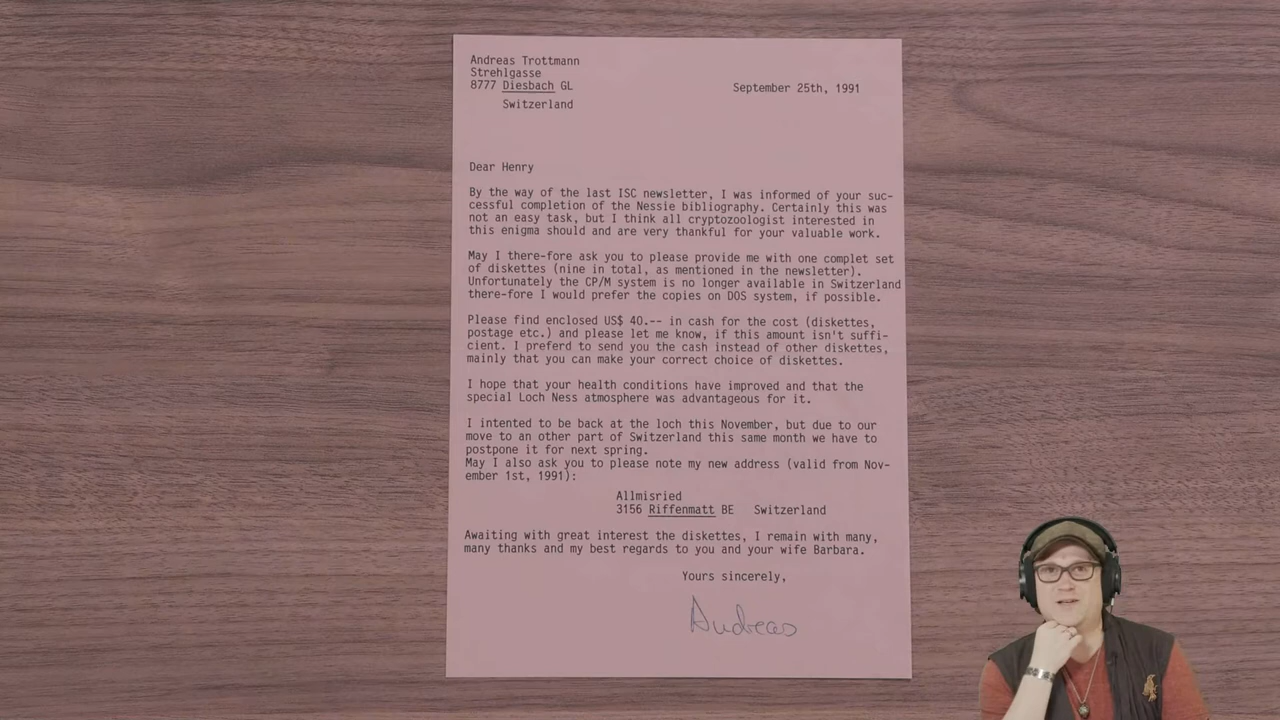 Andreas Trottmann
Strehlgasse
8777 Diesbach GL
September 25th, 1991
Switzerland
Dear Henry
By the way of the last ISC newsletter, I was informed of your suc-
cessful completion of the Nessie bibliography. Certainly this was
not an easy task, but I think all cryptozoologist interested in
this enigma should and are very thankful for your valuable work.
May I there-fore ask you to please provide me with one complet set
of diskettes (nine in total, as mentioned in the newsletter).
Unfortunately the CP/M system is no longer available in Switzerland
there-fore I would prefer the copies on DOS system, if possible.
Please find enclosed US$ 40.-- in cash for the cost (diskettes,
postage etc.) and please let me know, if this amount isn't suffi-
cient. I preferd to send you the cash instead of other diskettes,
mainly that you can make your correct choice of diskettes.
I hope that your health conditions have improved and that the
special Loch Ness atmosphere was advantageous for it.
I intented to be back at the loch this November, but due to our
move to an other part of Switzerland this same month we have to
postpone it for next spring.
May I also ask you to please note my new address (valid from Nov-
ember 1st, 1991):
Allmisried
3156 Riffenmatt BE Switzerland
Awaiting with great interest the diskettes, I remain with many,
many thanks and my best regards to you and your wife Barbara.
Yours sincerely,
Andreas